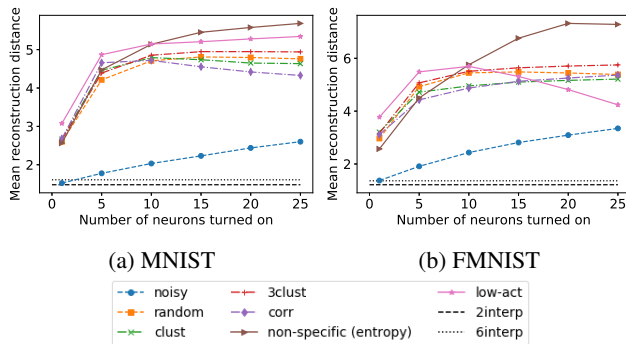 Mean reconstruction distance
5
4
3
2
0 5 10 15 20 25
Number of neurons turned on
(a) MNIST
Mean reconstruction distance
6
4
2
0 5 10 15 20 25
Number of neurons turned on
(b) FMNIST
noisy 3clust low-act
random corr 2interp
clust non-specific (entropy) 6interp